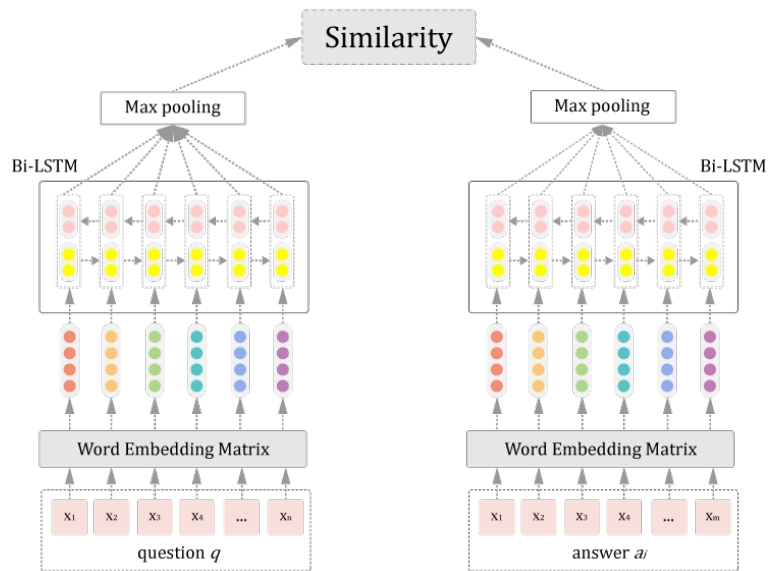 Similarity
Max pooling
Max pooling
Bi-LSTM
Bi-LSTM
Word Embedding Matrix
Word Embedding Matrix
x₁ x₂ x₃ x₄ ... xₙ
x₁ x₂ x₃ x₄ ... xₘ
question q
answer aᵢ